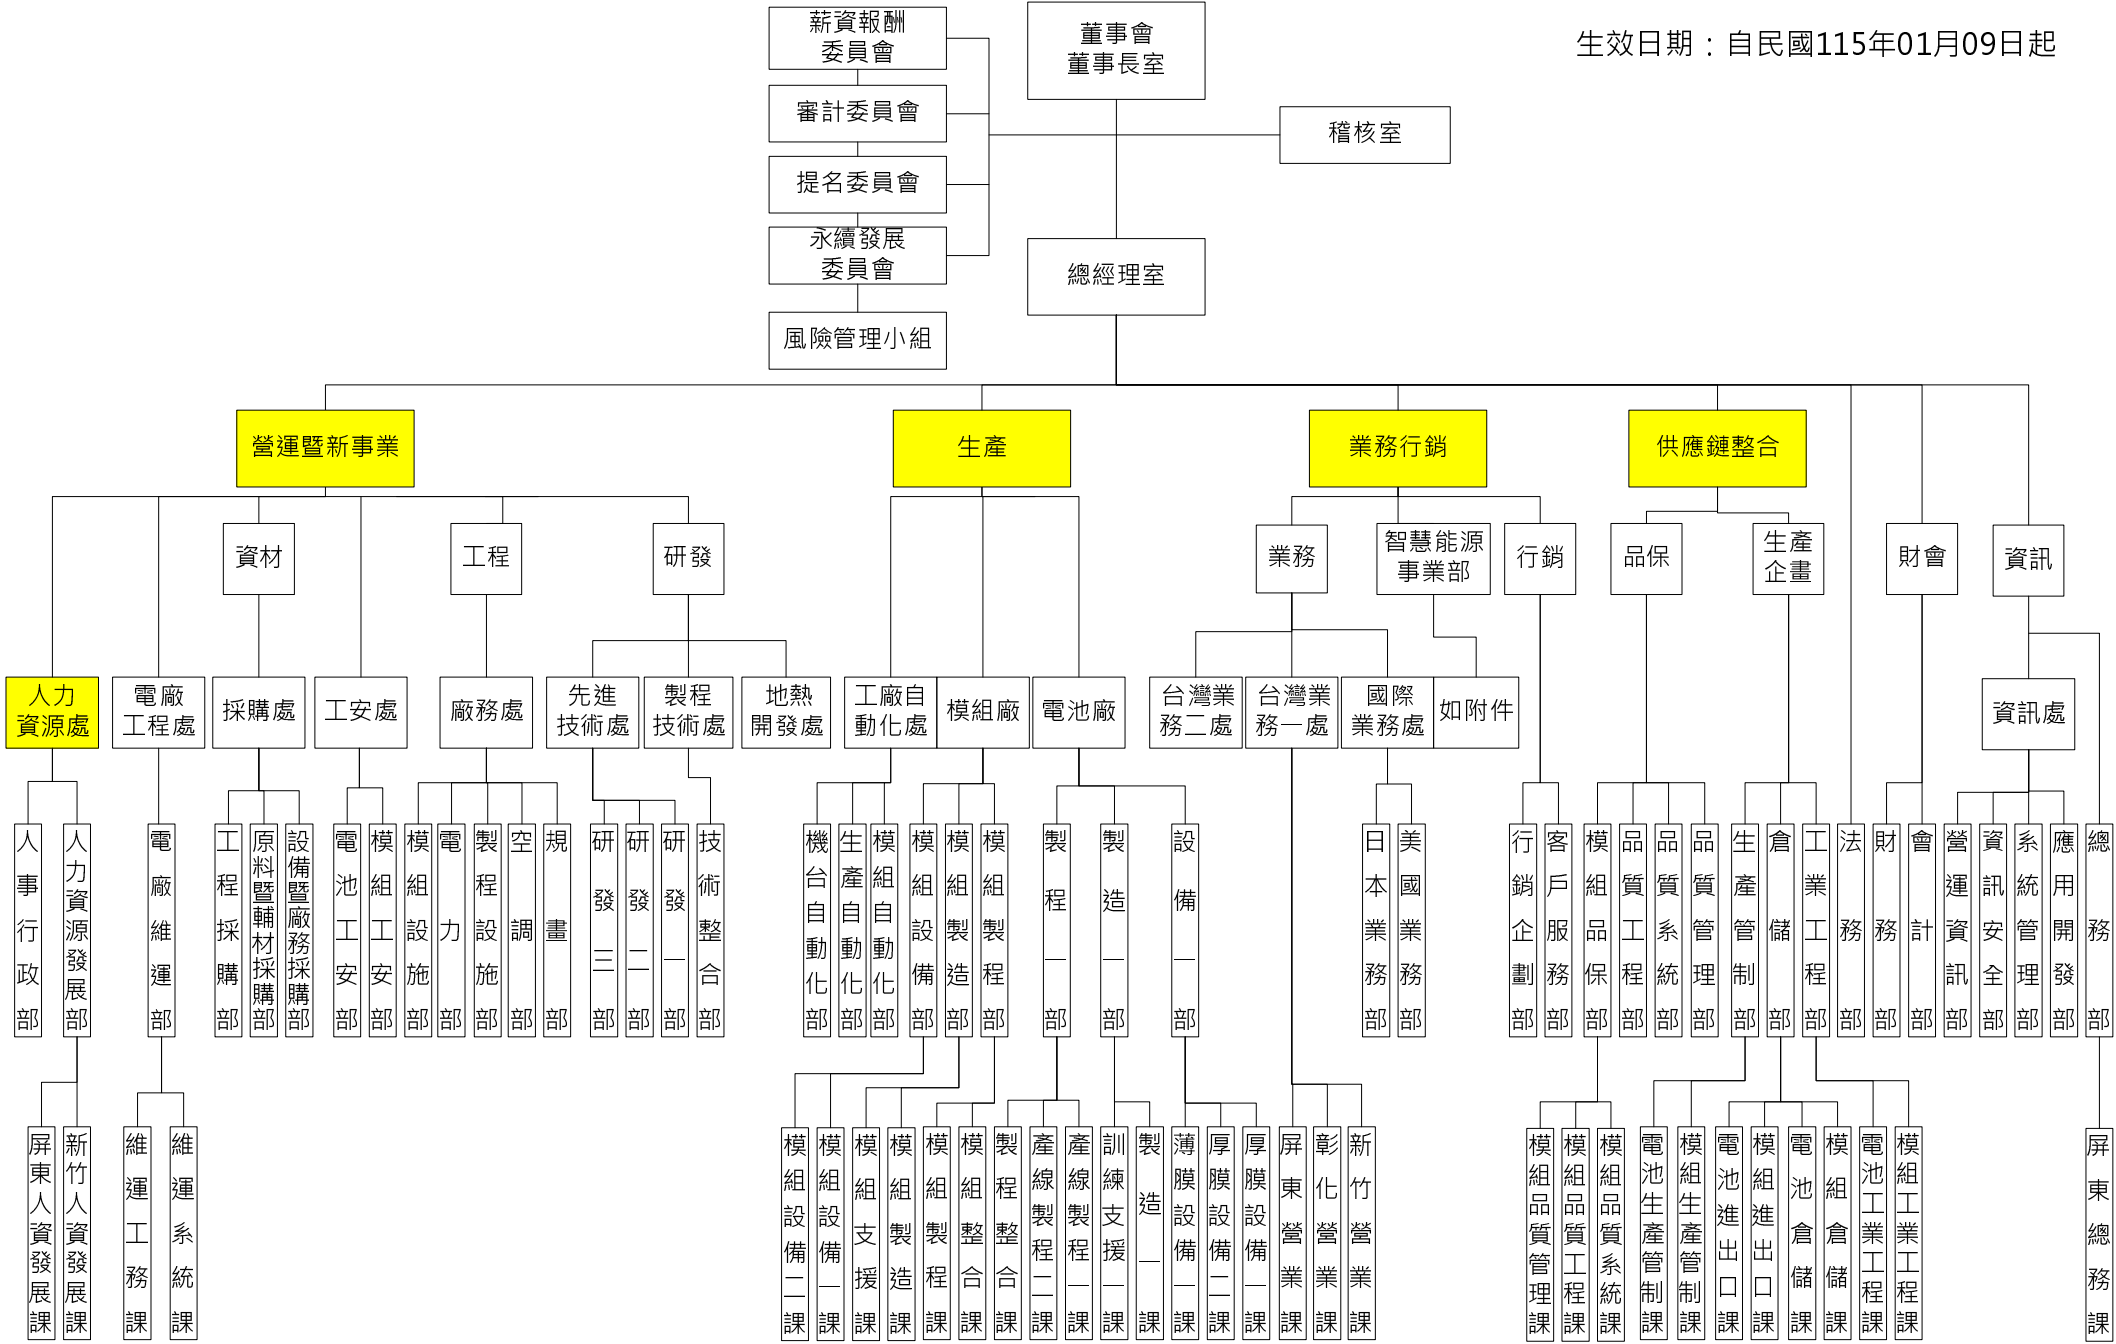 薪資報酬
委員會
董事會
董事長室
生效日期：自民國115年01月09日起
審計委員會
稽核室
提名委員會
永續發展
委員會
總經理室
風險管理小組
營運暨新事業
生產
業務行銷
供應鏈整合
資材
工程
研發
業務
智慧能源
事業部
行銷
品保
生產
企畫
財會
資訊
人力
資源處
電廠
工程處
採購處
工安處
廠務處
先進
技術處
製程
技術處
地熱
開發處
工廠自
動化處
模組廠
電池廠
台灣業
務二處
台灣業
務一處
國際
業務處
如附件
資訊處
人事行政部
人力資源發展部
電廠維運部
工程採購部
原料暨輔材採購部
設備暨廠務採購部
電池工安部
模組工安部
模組設施部
電力部
製程設施部
空調部
規畫部
研發三部
研發二部
研發一部
技術整合部
機台自動化部
生產自動化部
模組自動化部
模組設備部
模組製造部
模組製程部
製程一部
製造一部
設備一部
日本業務部
美國業務部
行銷企劃部
客戶服務部
模組品保部
品質工程部
品質系統部
品質管理部
生產管制部
倉儲部
工業工程部
法務部
財務部
會計部
營運資訊部
資訊安全部
系統管理部
應用開發部
總務部
屏東人資發展課
新竹人資發展課
維運工務課
維運系統課
模組設備二課
模組設備一課
模組支援課
模組製造課
模組製程課
模組整合課
製程整合課
產線製程二課
產線製程一課
訓練支援一課
製造一課
薄膜設備一課
厚膜設備二課
厚膜設備一課
屏東營業課
彰化營業課
新竹營業課
模組品質管理課
模組品質工程課
模組品質系統課
電池生產管制課
模組生產管制課
電池進出口課
模組進出口課
電池倉儲課
模組倉儲課
電池工業工程課
模組工業工程課
屏東總務課